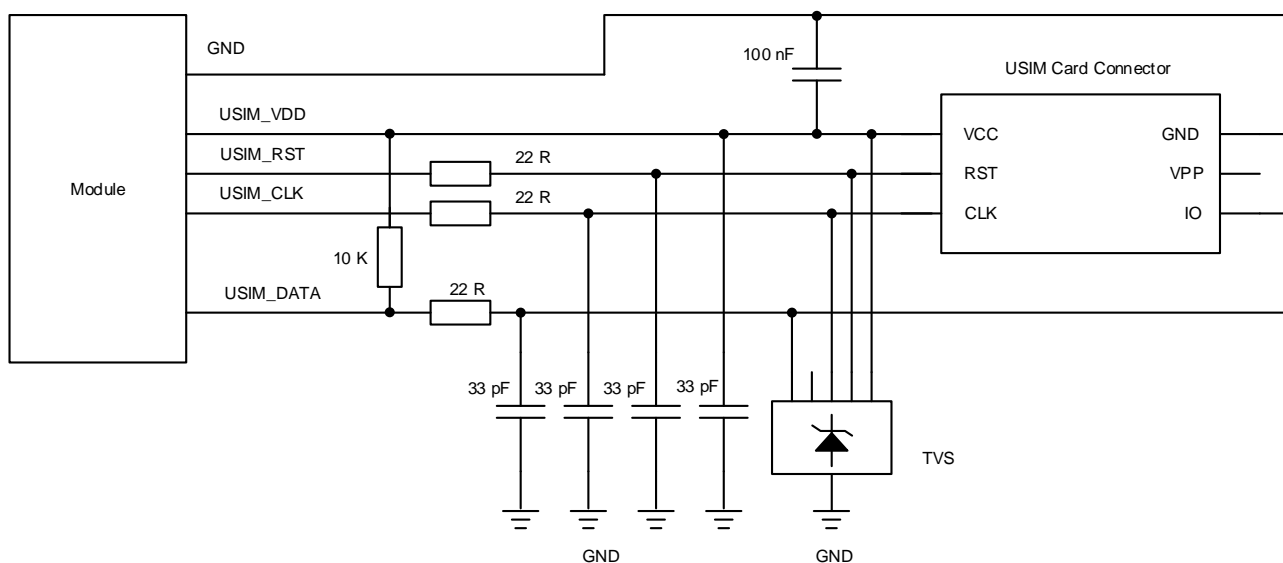 GND
100 nF
USIM Card Connector
USIM_VDD
VCC
GND
USIM_RST
22 R
RST
VPP
Module
USIM_CLK
22 R
CLK
IO
10 K
USIM_DATA
22 R
33 pF
33 pF
33 pF
33 pF
TVS
GND
GND